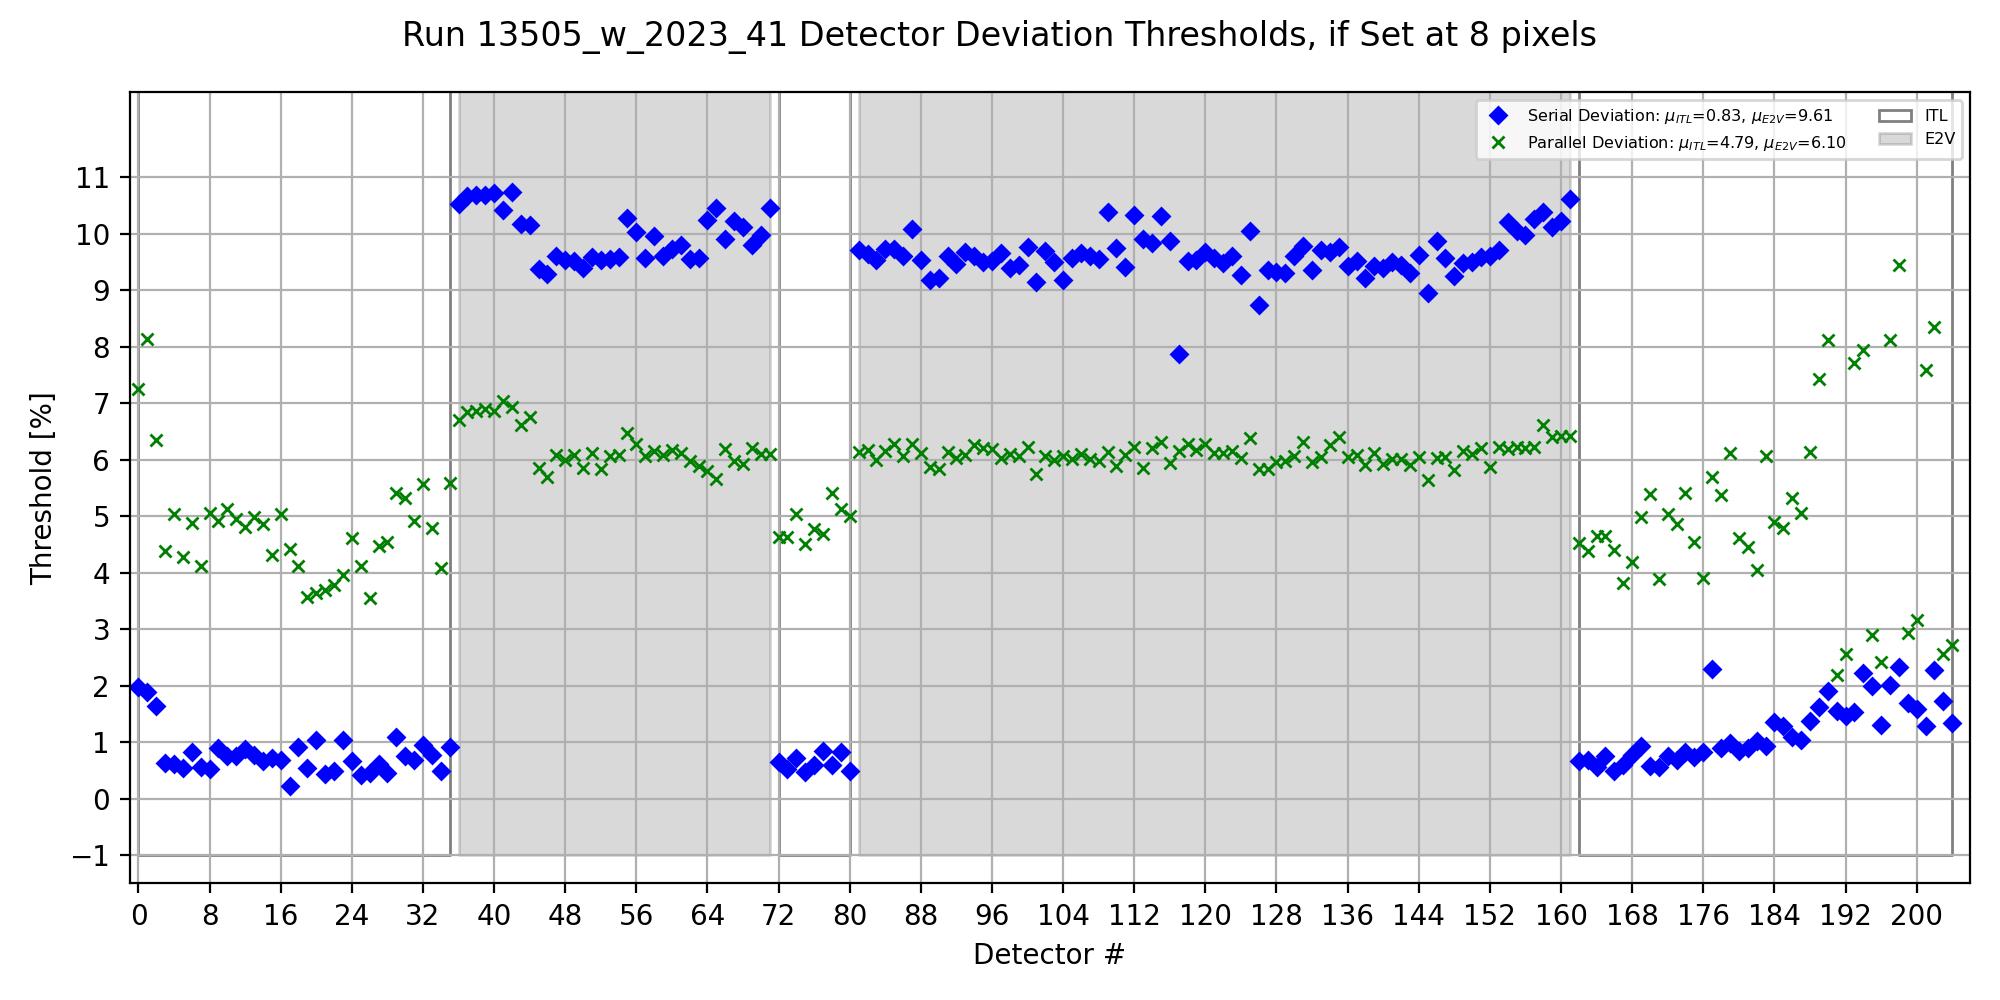 Run 13505_w_2023_41 Detector Deviation Thresholds, if Set at 8 pixels
Serial Deviation: μITL=0.83, μE2V=9.61
Parallel Deviation: μITL=4.79, μE2V=6.10
ITL
E2V
Threshold [%]
11
10
9
8
7
6
5
4
3
2
1
0
−1
0 8 16 24 32 40 48 56 64 72 80 88 96 104 112 120 128 136 144 152 160 168 176 184 192 200
Detector #